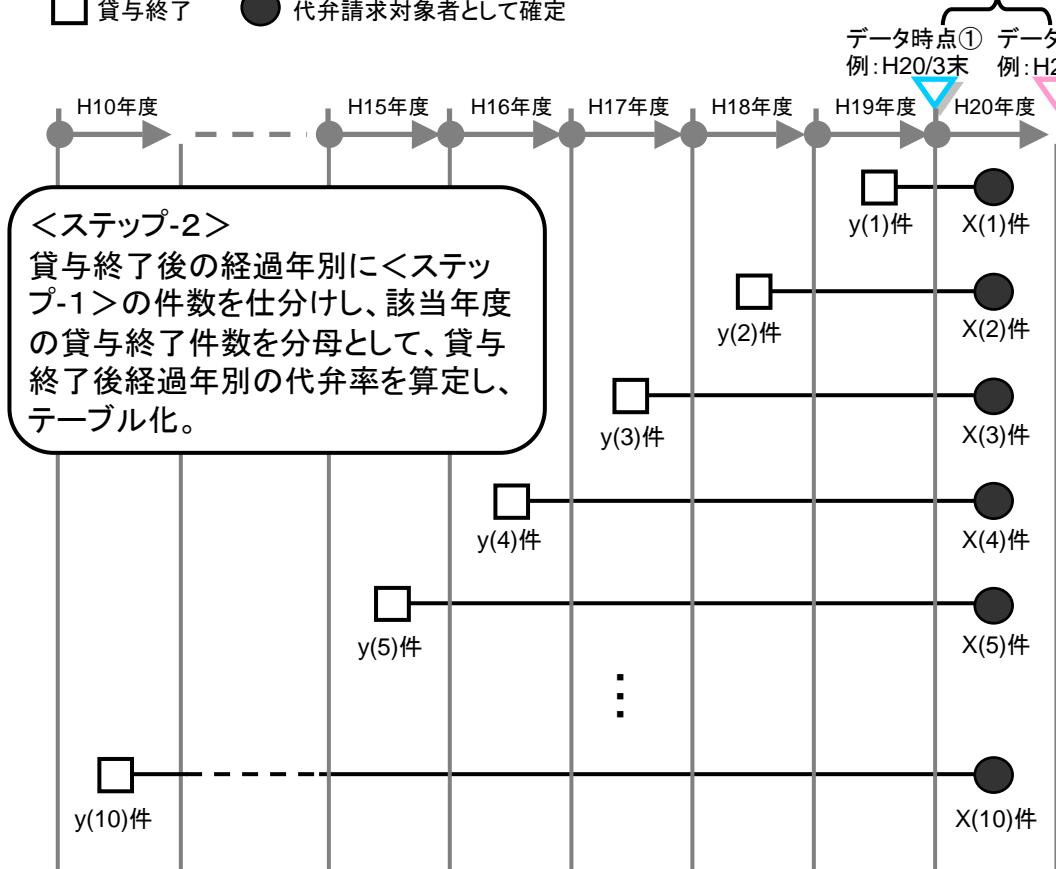 貸与終了
代弁請求対象者として確定
データ時点① データ
例：H20/3末 例：H2
H10年度 H15年度 H16年度 H17年度 H18年度 H19年度 H20年度
＜ステップ-2＞
貸与終了後の経過年別に＜ステッ
プ-1＞の件数を仕分けし、該当年度
の貸与終了件数を分母として、貸与
終了後経過年別の代弁率を算定し、
テーブル化。
y(1)件 X(1)件
y(2)件 X(2)件
y(3)件 X(3)件
y(4)件 X(4)件
y(5)件 X(5)件
⋮
y(10)件 X(10)件